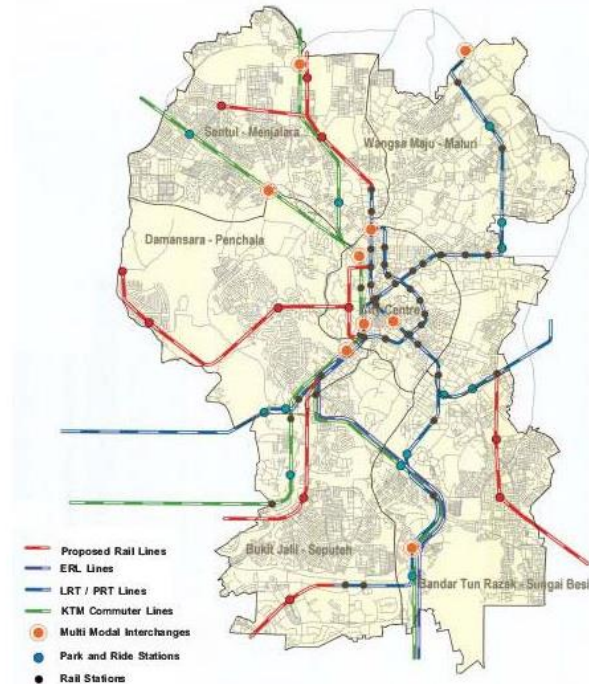 Sentul - Menjalara
Wangsa Maju - Maluri
Damansara - Penchala
City Centre
Bukit Jalil - Seputeh
Bandar Tun Razak - Sungai Besi
Proposed Rail Lines
ERL Lines
LRT / PRT Lines
KTM Commuter Lines
Multi Modal Interchanges
Park and Ride Stations
Rail Stations